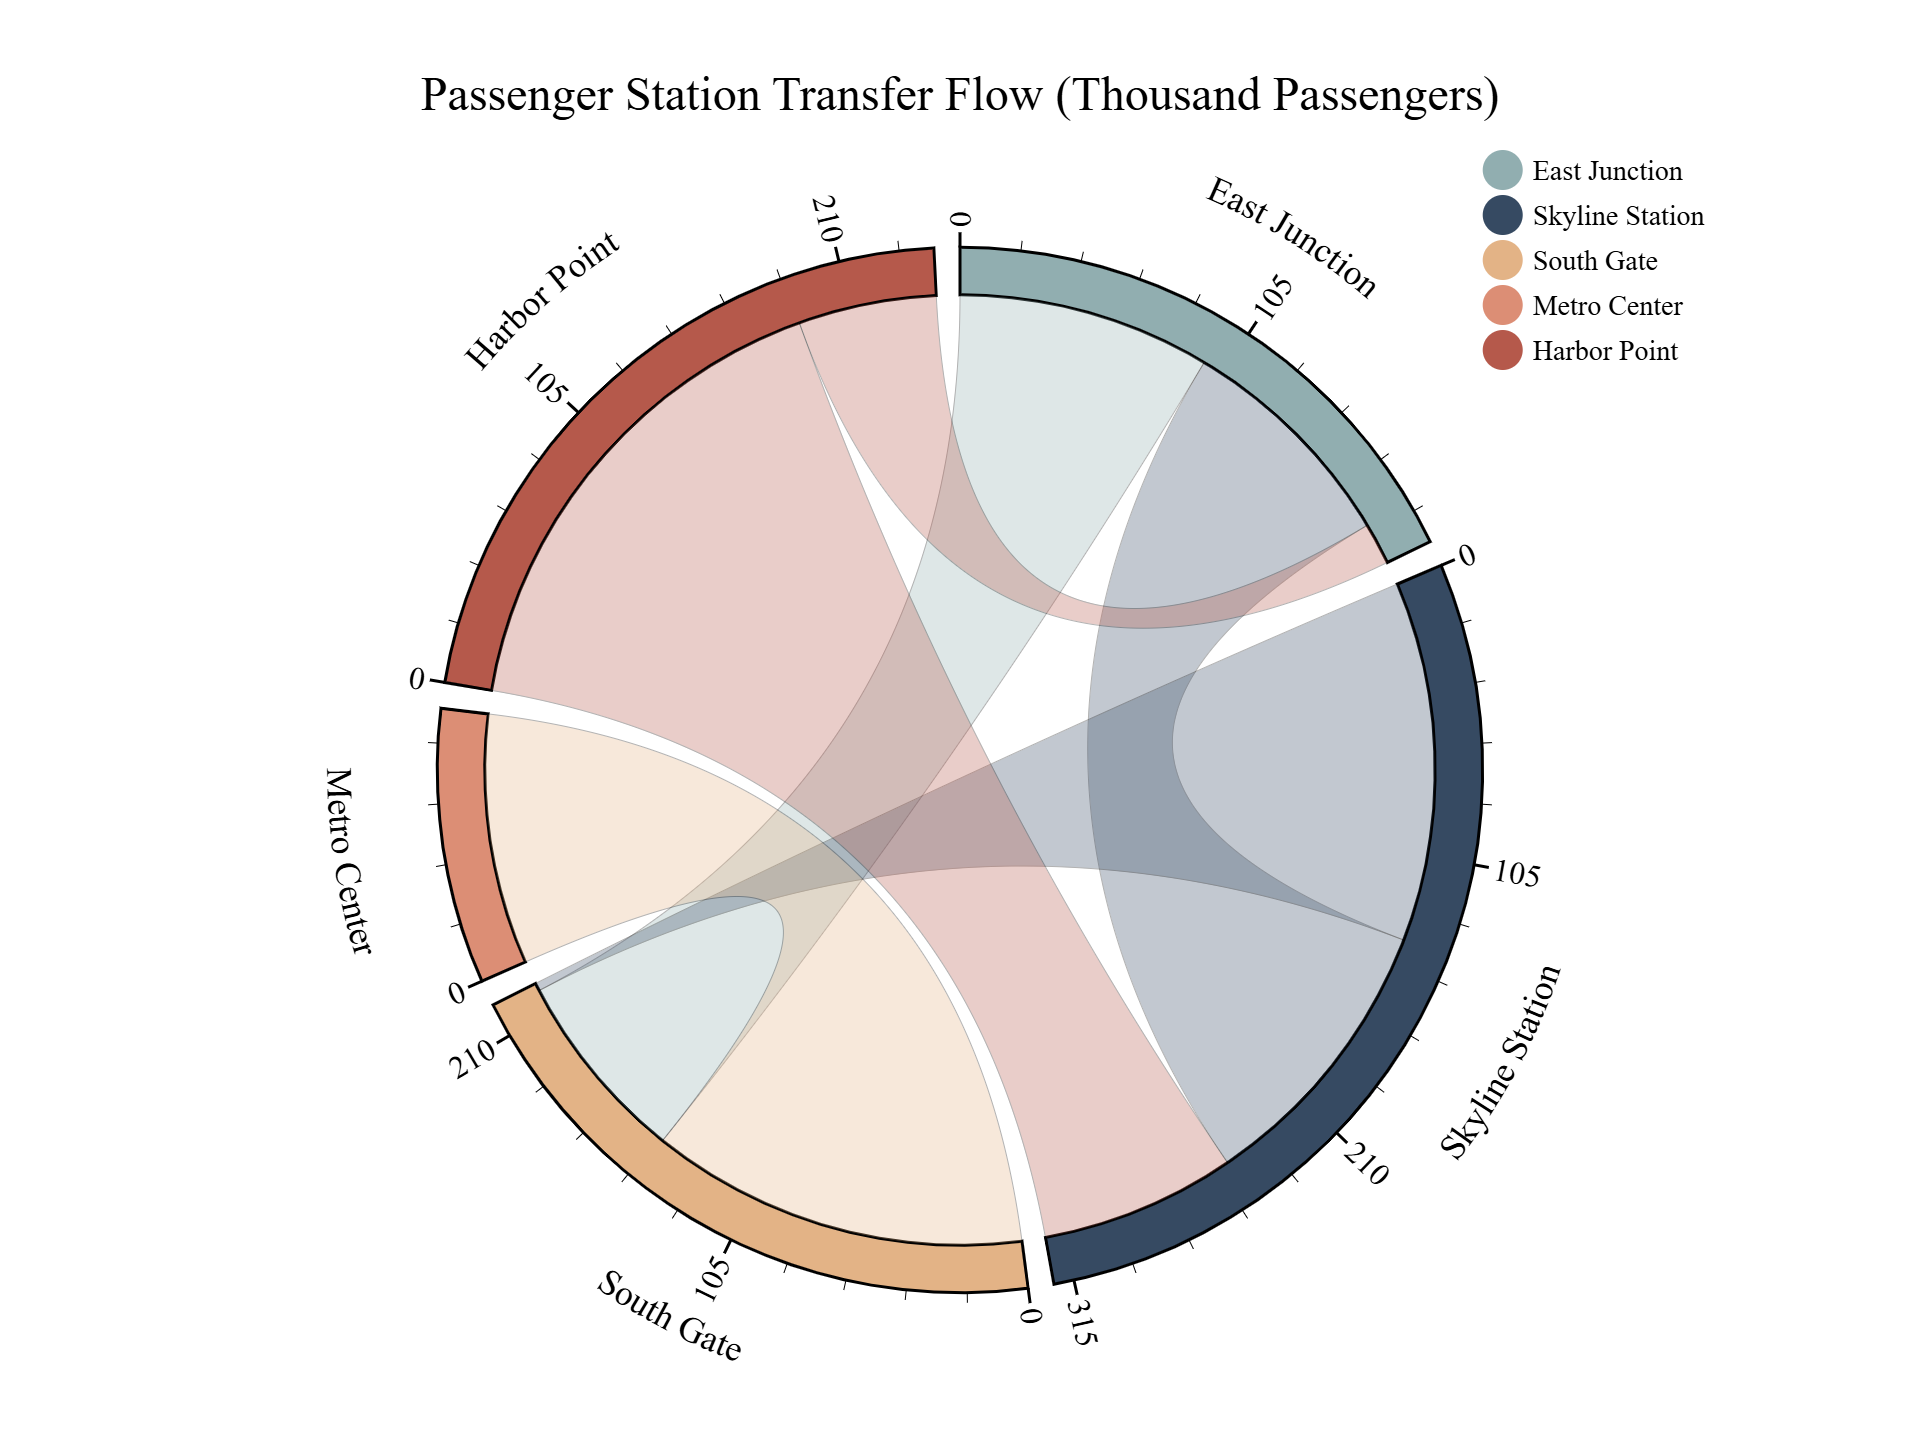 Passenger Station Transfer Flow (Thousand Passengers)
East Junction
Skyline Station
South Gate
Metro Center
Harbor Point
0
105
East Junction
0
105
210
315
Skyline Station
0
105
210
South Gate
0
Metro Center
0
105
210
Harbor Point